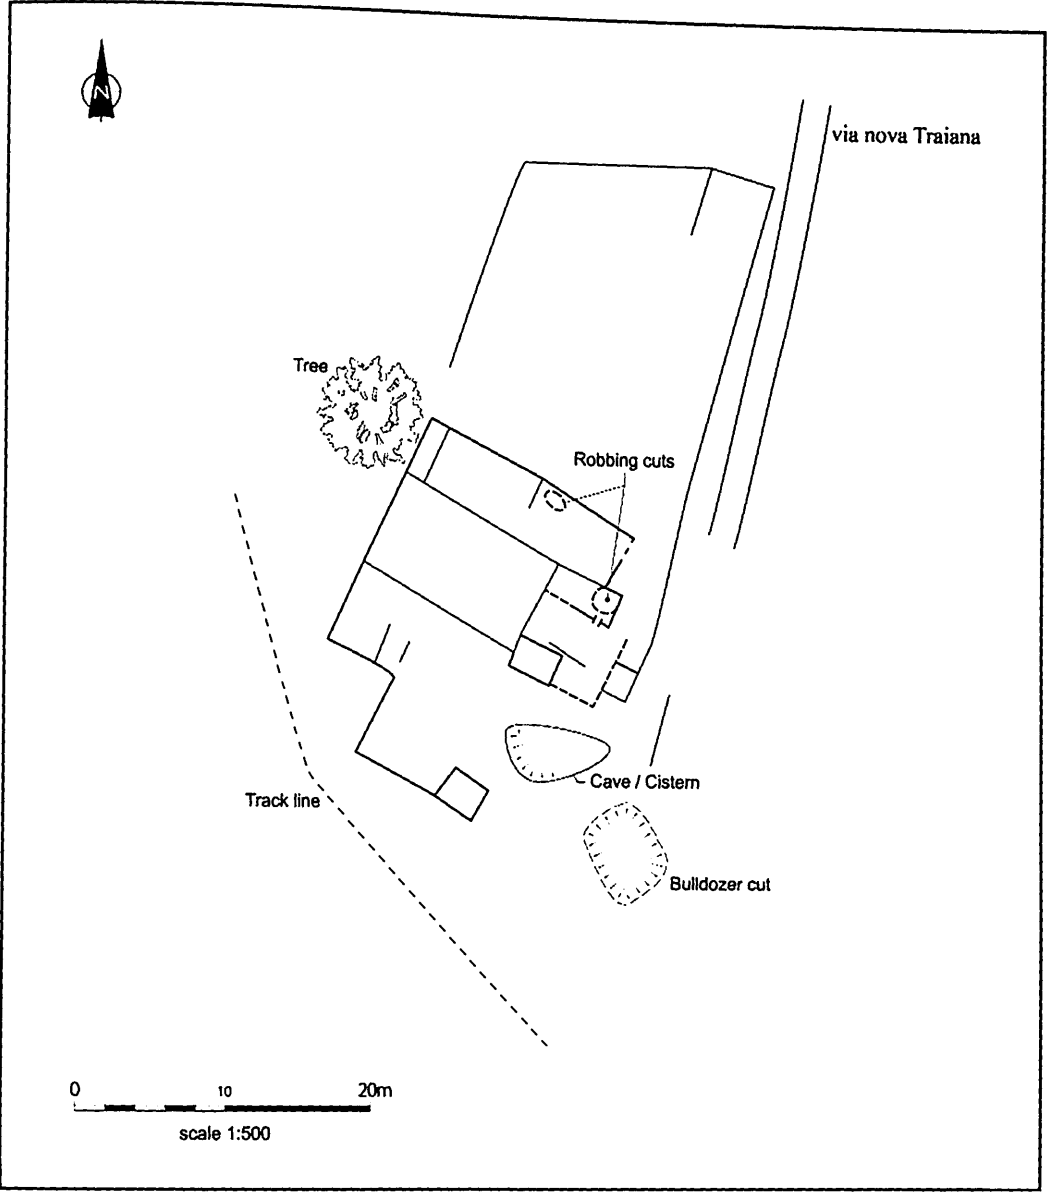 N
via nova Traiana
Tree
Robbing cuts
Cave / Cistern
Track line
Bulldozer cut
0 10 20m
scale 1:500